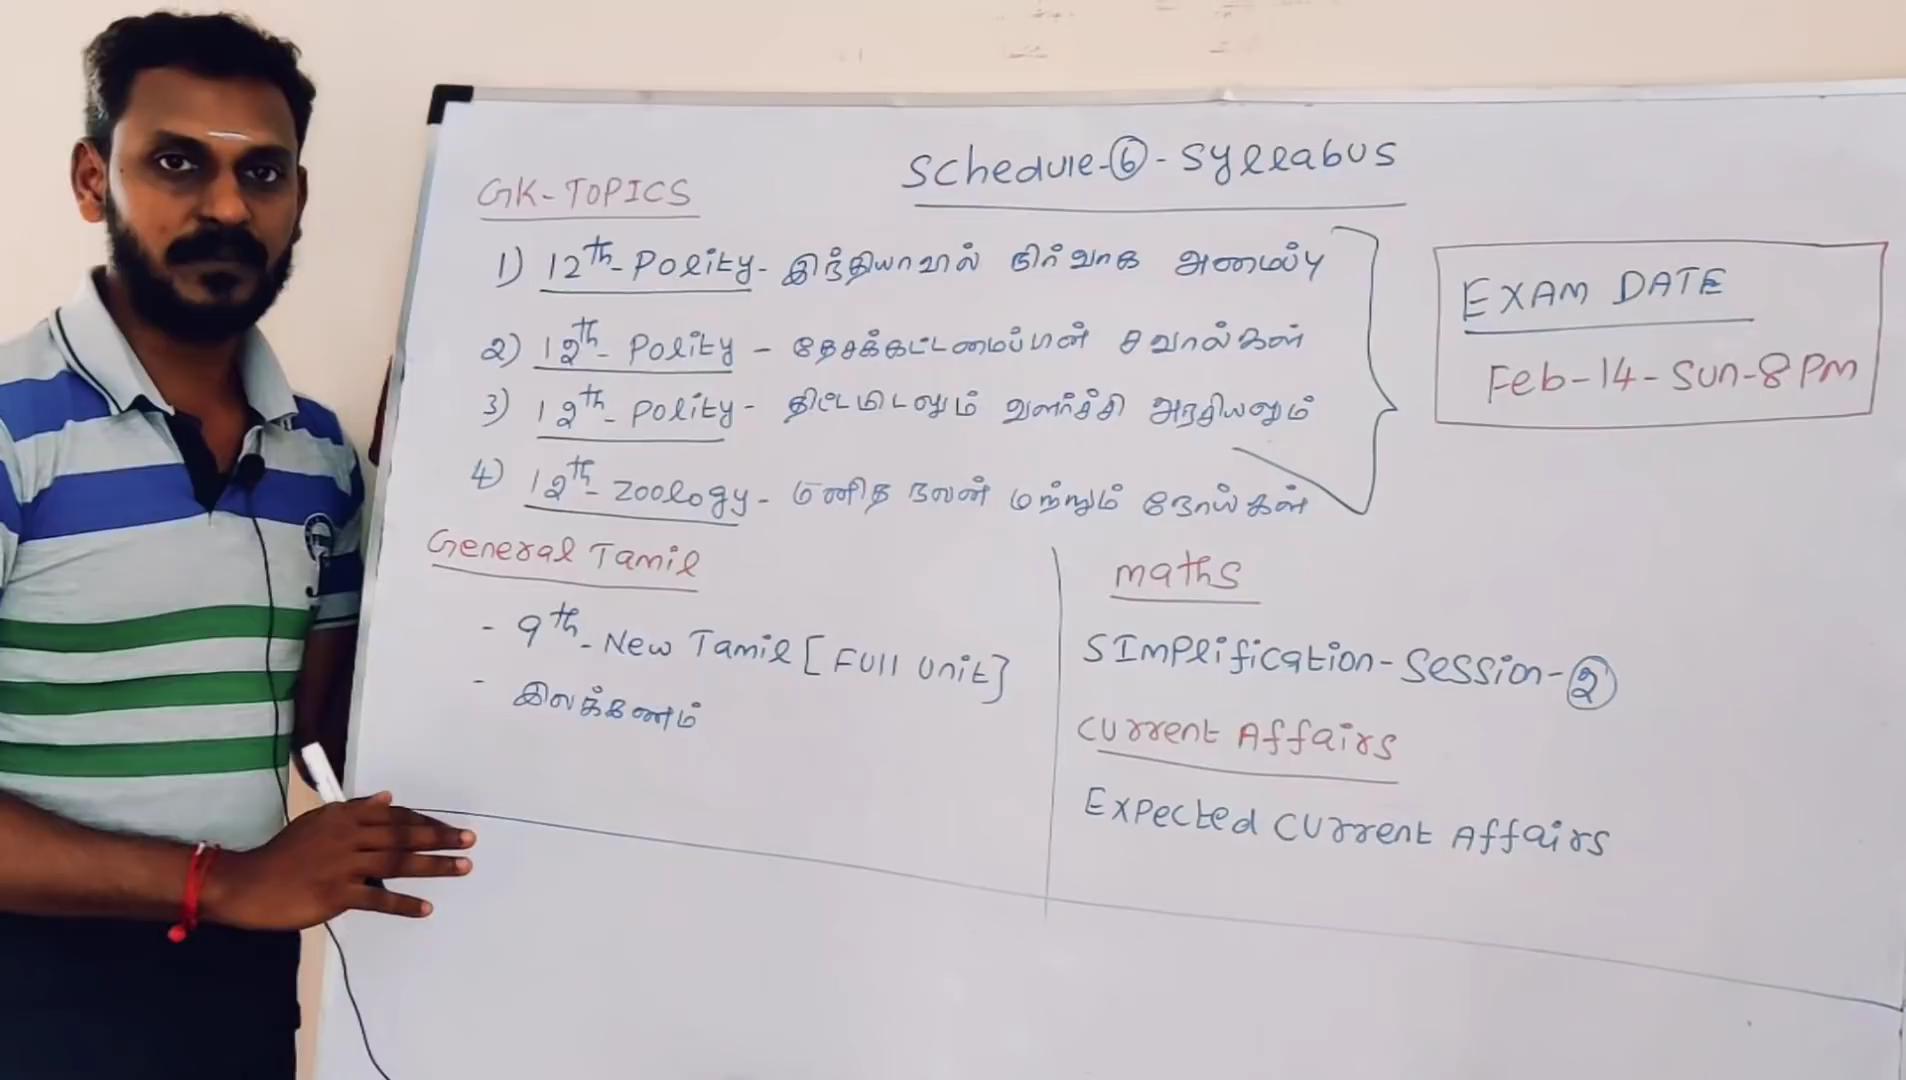 Schedule-6-Syllabus
GK-TOPICS
1) 12th-Polity-இந்தியாவில் நிர்வாக அமைப்பு
2) 12th-Polity-தேசக்கட்டமைப்பின் சவால்கள்
3) 12th-Polity-திட்டமிடலும் வளர்ச்சி அரசியலும்
4) 12th-Zoology-மனித நலன் மற்றும் நோய்கள்
EXAM DATE
Feb-14-Sun-8 PM
General Tamil
- 9th-New Tamil [FUll Unit]
- இலக்கணம்
maths
SImplification-Session-2
Current Affairs
Expected Current Affairs